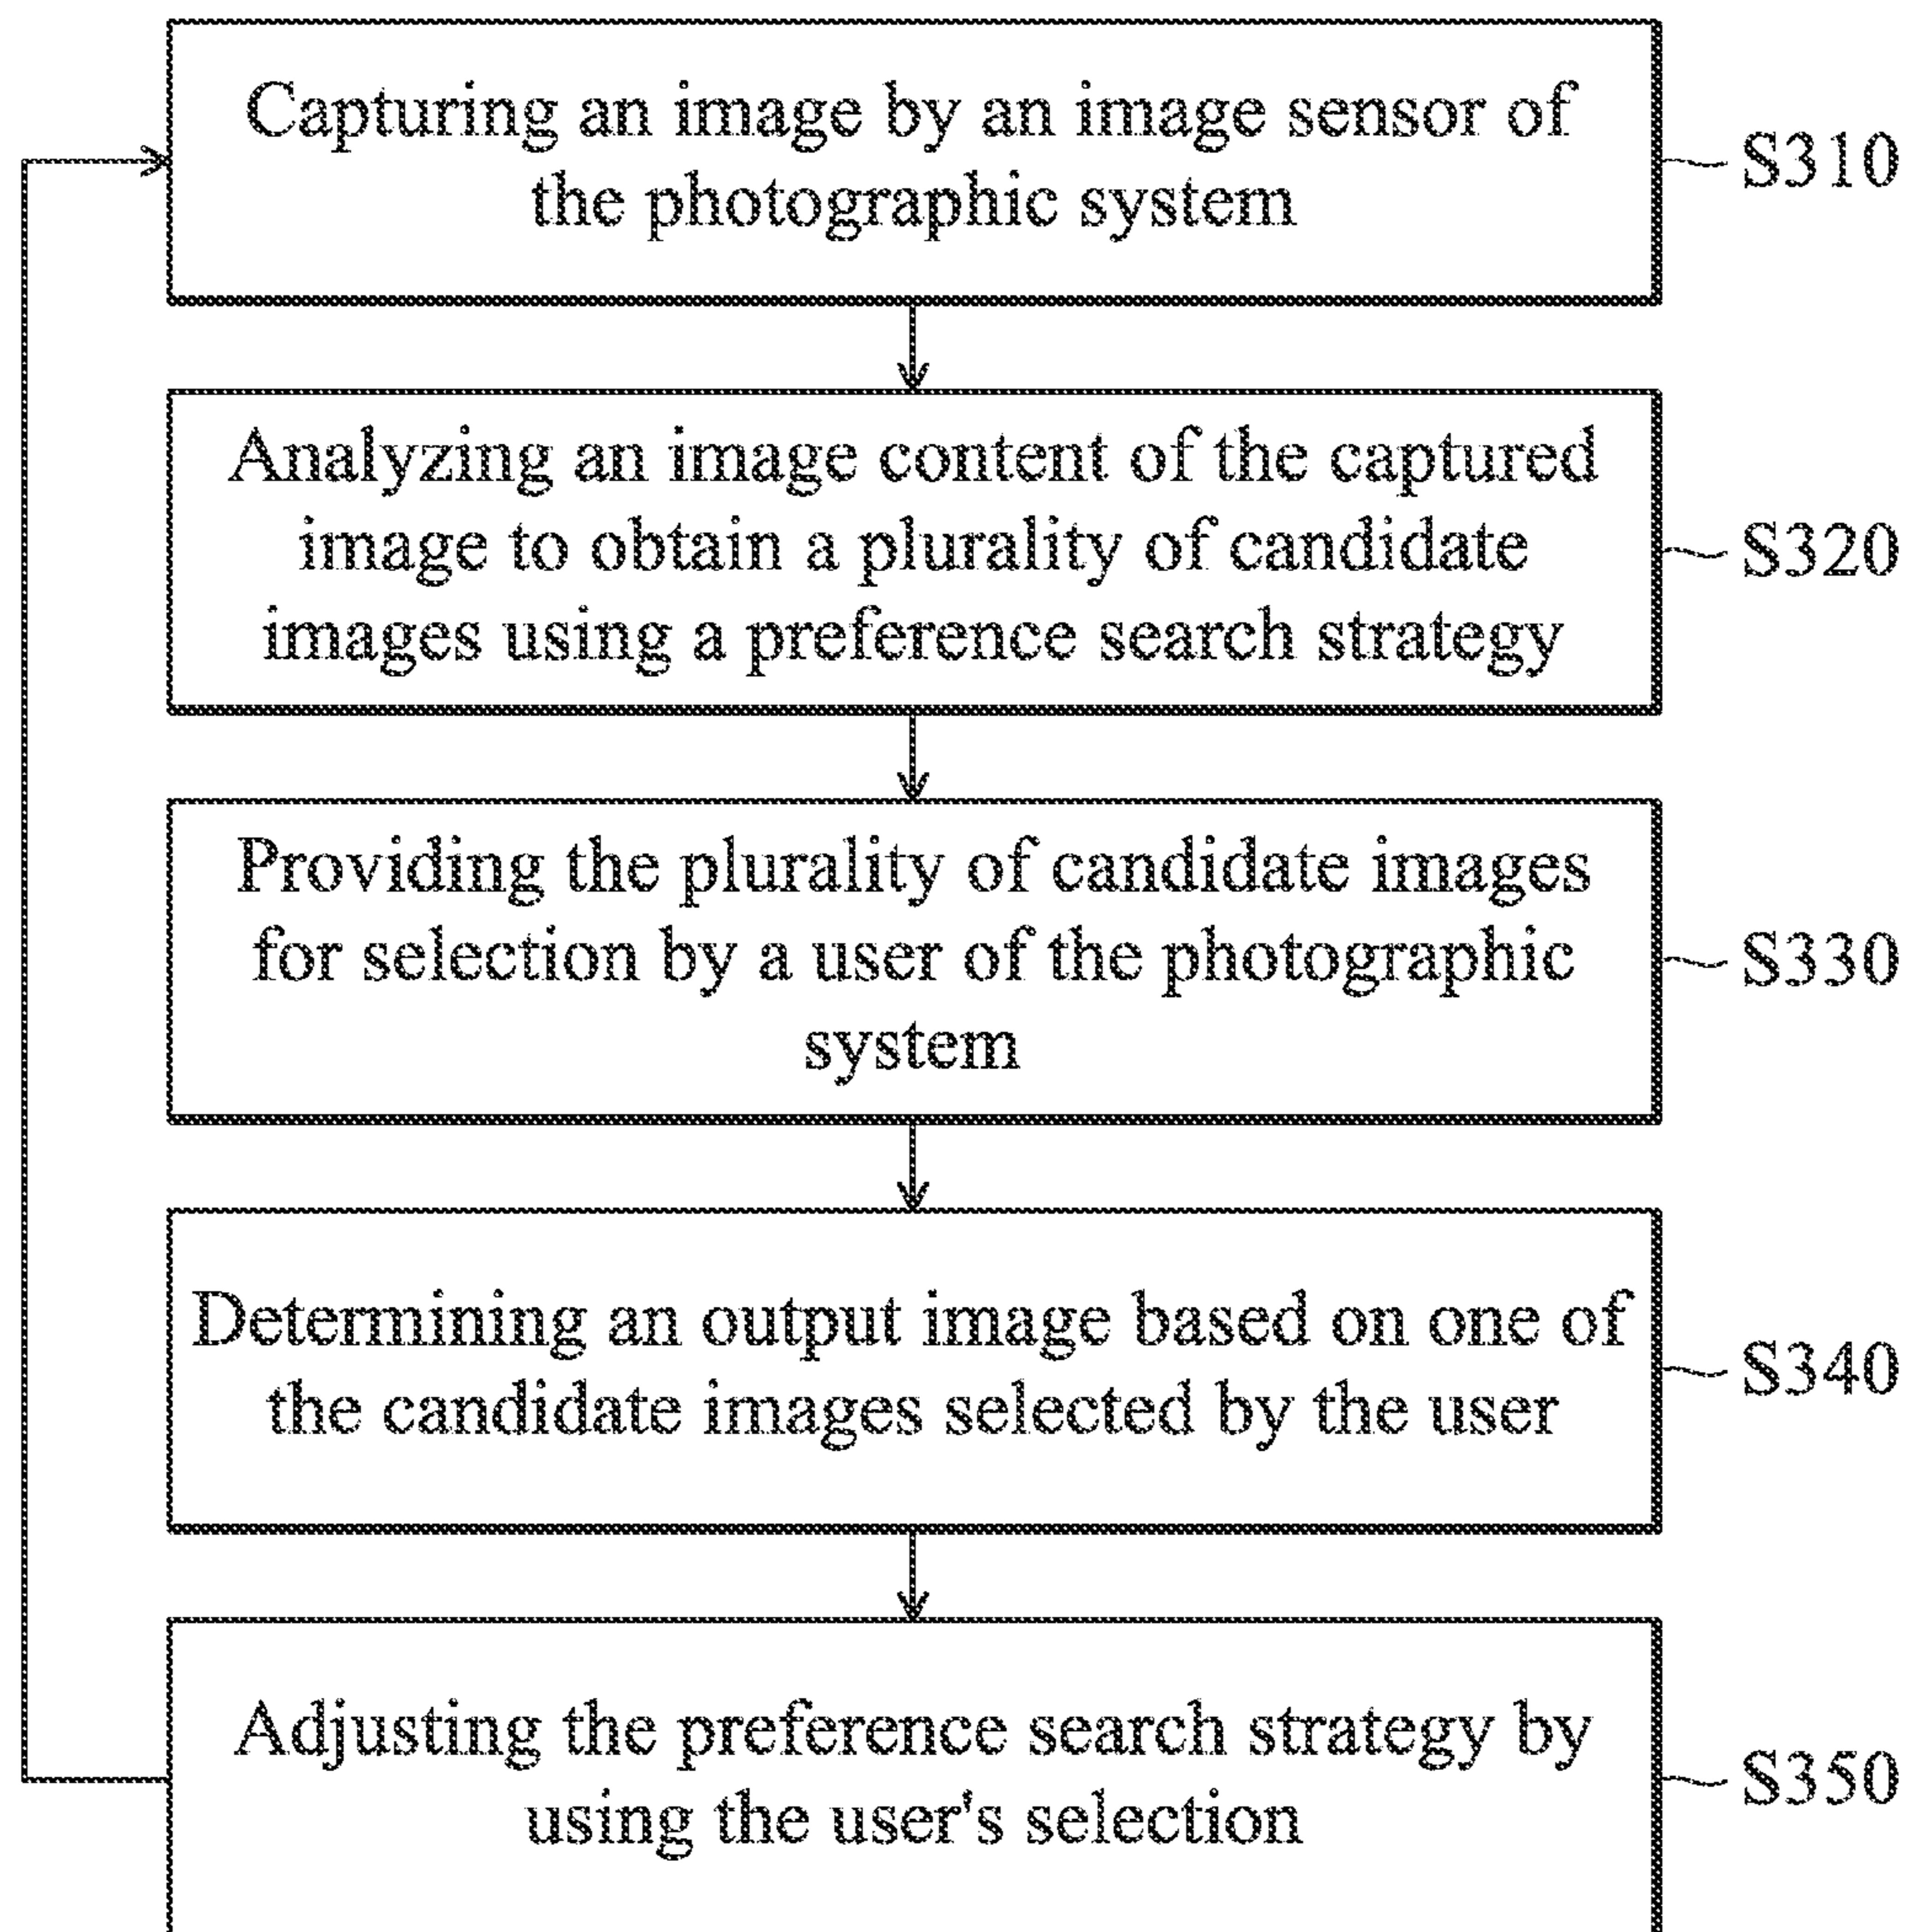 Capturing an image by an image sensor of
the photographic system
S310
Analyzing an image content of the captured
image to obtain a plurality of candidate
images using a preference search strategy
S320
Providing the plurality of candidate images
for selection by a user of the photographic
system
S330
Determining an output image based on one of
the candidate images selected by the user
S340
Adjusting the preference search strategy by
using the user's selection
S350